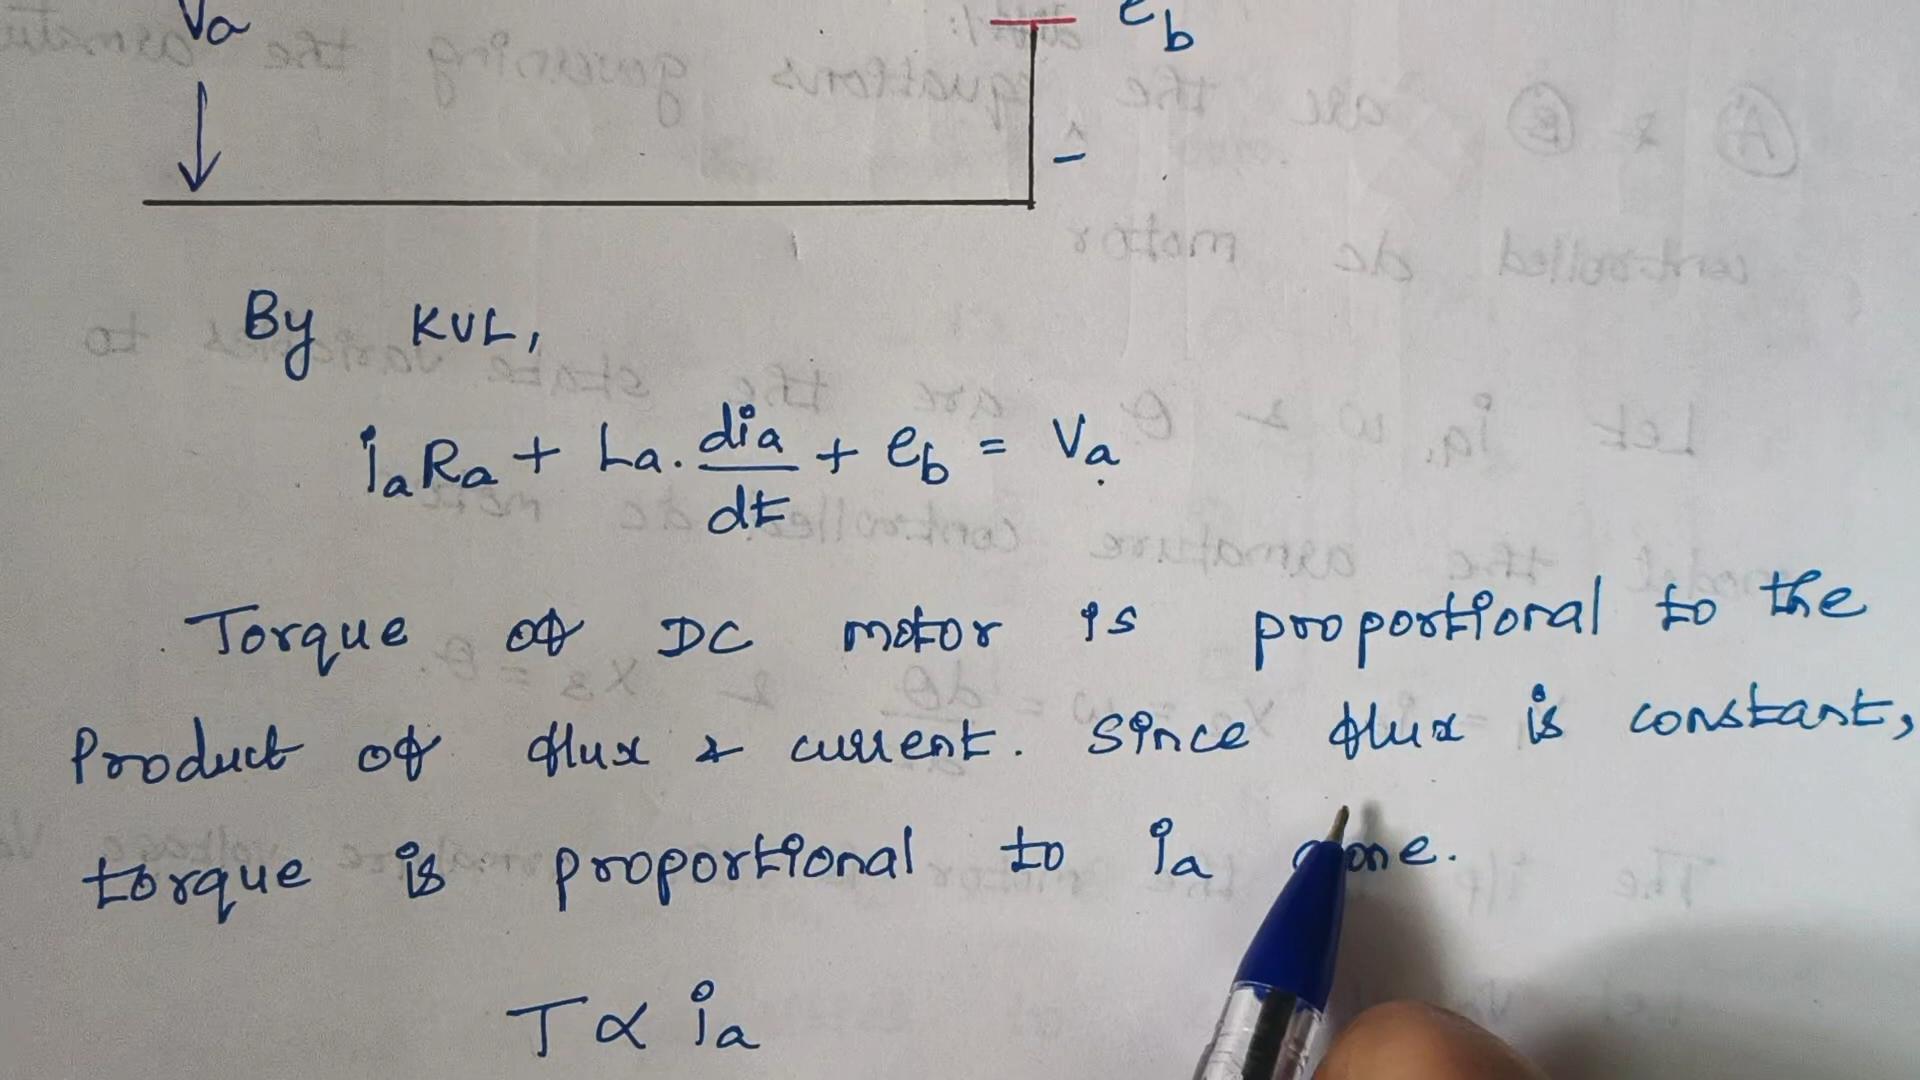 Va
eb
-
By KVL,
iaRa + La. dia/dt + eb = Va
Torque of DC motor is proportional to the
Product of flux & current. Since flux is constant,
torque is proportional to ia alone.
T ∝ ia